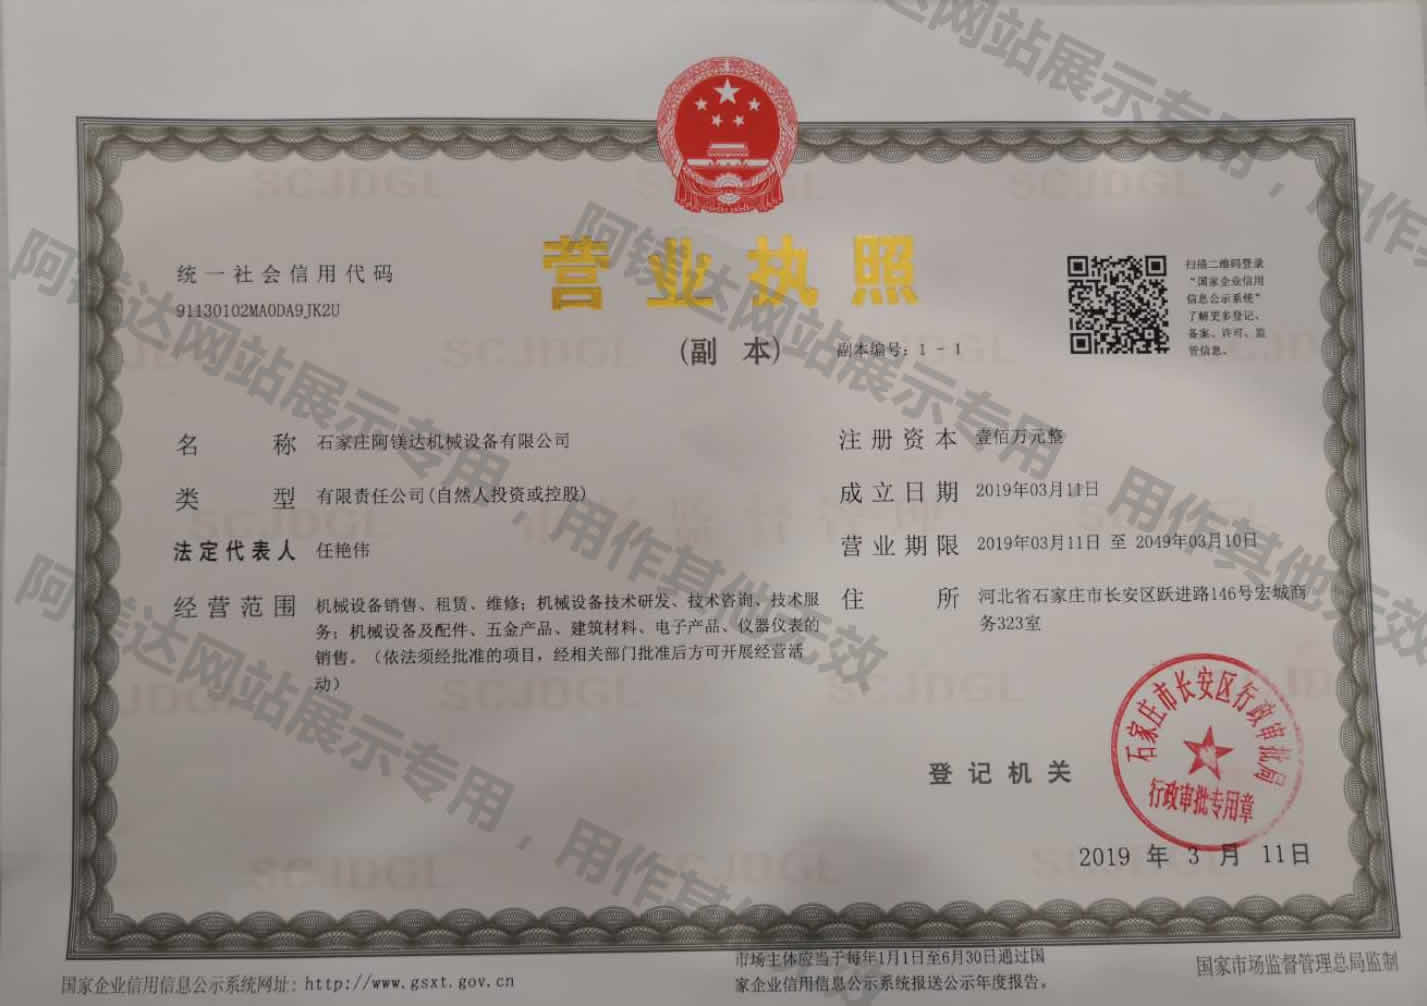 营业执照
(副 本)
副本编号：1-1
统一社会信用代码
91130102MA0DA9JK2U
扫描二维码登录
“国家企业信用
信息公示系统”
了解更多登记、
备案、许可、监
管信息。
名 称 石家庄阿镁达机械设备有限公司
类 型 有限责任公司(自然人投资或控股)
法定代表人 任艳伟
经营范围 机械设备销售、租赁、维修；机械设备技术研发、技术咨询、技术服
务；机械设备及配件、五金产品、建筑材料、电子产品、仪器仪表的
销售。（依法须经批准的项目，经相关部门批准后方可开展经营活
动）
注册资本 壹佰万元整
成立日期 2019年03月11日
营业期限 2019年03月11日 至 2049年03月10日
住 所 河北省石家庄市长安区跃进路146号宏城商
务323室
登记机关
石家庄市长安区行政审批局
行政审批专用章
2019 年 3 月 11日
国家企业信用信息公示系统网址：http://www.gsxt.gov.cn
市场主体应当于每年1月1日至6月30日通过国
家企业信用信息公示系统报送公示年度报告。
国家市场监督管理总局监制
阿镁达网站展示专用，用作其他无效
SCJDGL